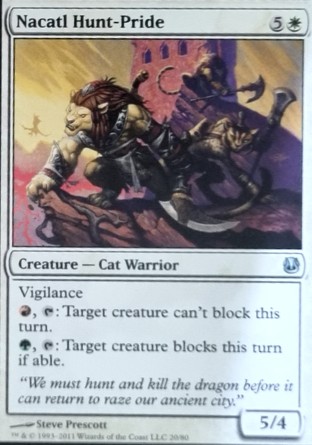 Nacatl Hunt-Pride
5
Creature — Cat Warrior
Vigilance
, : Target creature can't block this
turn.
, : Target creature blocks this turn
if able.
"We must hunt and kill the dragon before it
can return to raze our ancient city."
Steve Prescott
™ & © 1993–2011 Wizards of the Coast LLC 20/80
5/4